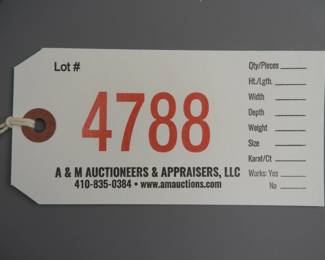 Lot #
4788
A & M AUCTIONEERS & APPRAISERS, LLC
410-835-0384 • www.amauctions.com
Qty/Pieces
Ht./Lgth.
Width
Depth
Weight
Size
Karat/Ct
Works: Yes
No